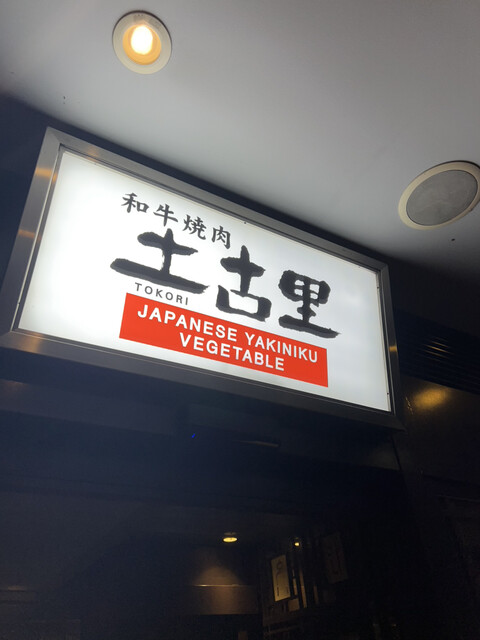 和牛焼肉
土古里
TOKORI
JAPANESE YAKINIKU
VEGETABLE